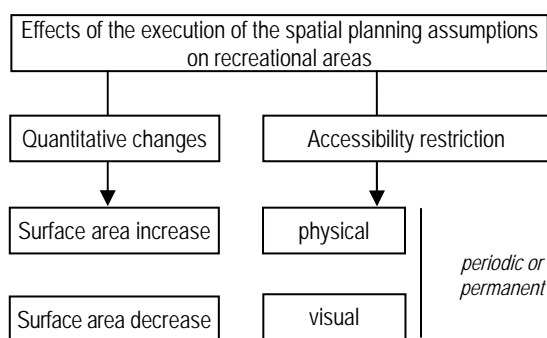 Effects of the execution of the spatial planning assumptions
on recreational areas
Quantitative changes
Accessibility restriction
Surface area increase
physical
periodic or
permanent
Surface area decrease
visual